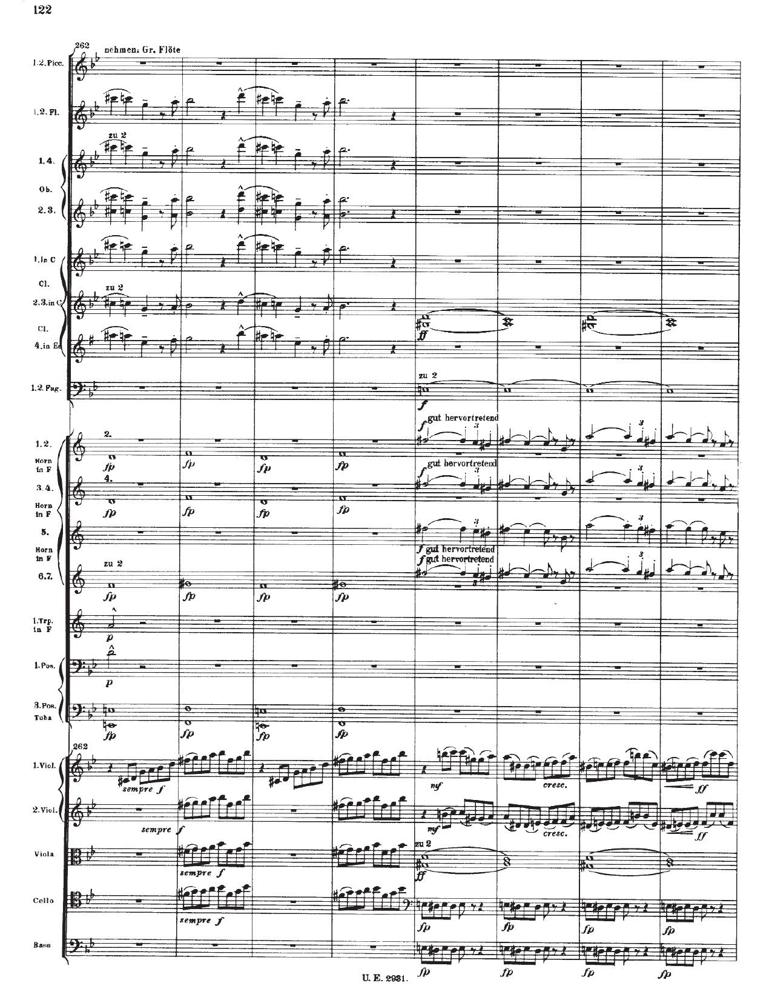 122
262
nehmen: Gr. Flöte
1.2. Picc.
1.2. Fl.
zu 2
1. 4.
Ob.
2. 3.
1. in C
Cl.
zu 2
2.3. in C
Cl.
ff
4. in Es
zu 2
1.2. Fag.
f
f gut hervortretend
3
3
2.
1. 2.
Horn
in F
fp
fp
fp
fp
f gut hervortretend
3
3
4.
3. 4.
Horn
in F
fp
fp
fp
fp
3
3
5.
Horn
in F
f gut hervortretend
f gut hervortretend
zu 2
3
6.7.
3
fp
fp
fp
fp
1. Trp.
in F
p
1. Pos.
p
3. Pos.
Tuba
fp
fp
fp
fp
262
1. Viol.
sempre f
mf
cresc.
ff
2. Viol.
sempre f
mf
cresc.
ff
zu 2
Viola
sempre f
ff
Cello
sempre f
fp
fp
fp
fp
Bass
fp
fp
fp
fp
U. E. 2931.